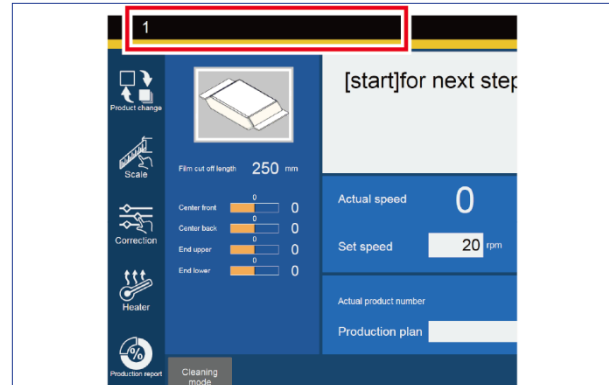 1
[start]for next step
Product change
Film cut off length 250 mm
Scale
0
Center front 0
0
Center back 0
0
End upper 0
0
End lower 0
Actual speed 0
Set speed 20 rpm
Correction
Heater
Actual product number
Production plan
%
Production report
Cleaning
mode